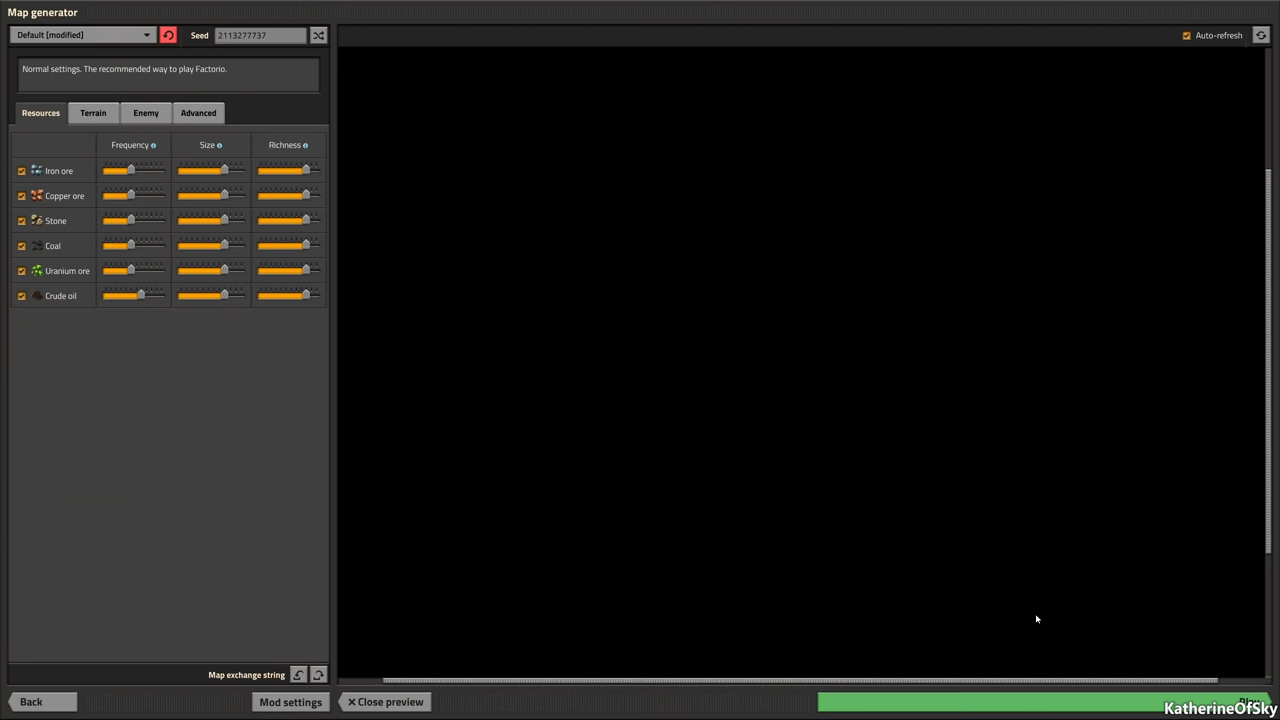 Map generator
Default [modified] Seed 2113277737 Auto-refresh
Normal settings. The recommended way to play Factorio.
Resources Terrain Enemy Advanced
Frequency Size Richness
Iron ore
Copper ore
Stone
Coal
Uranium ore
Crude oil
Map exchange string
Back Mod settings Close preview
KatherineOfSky